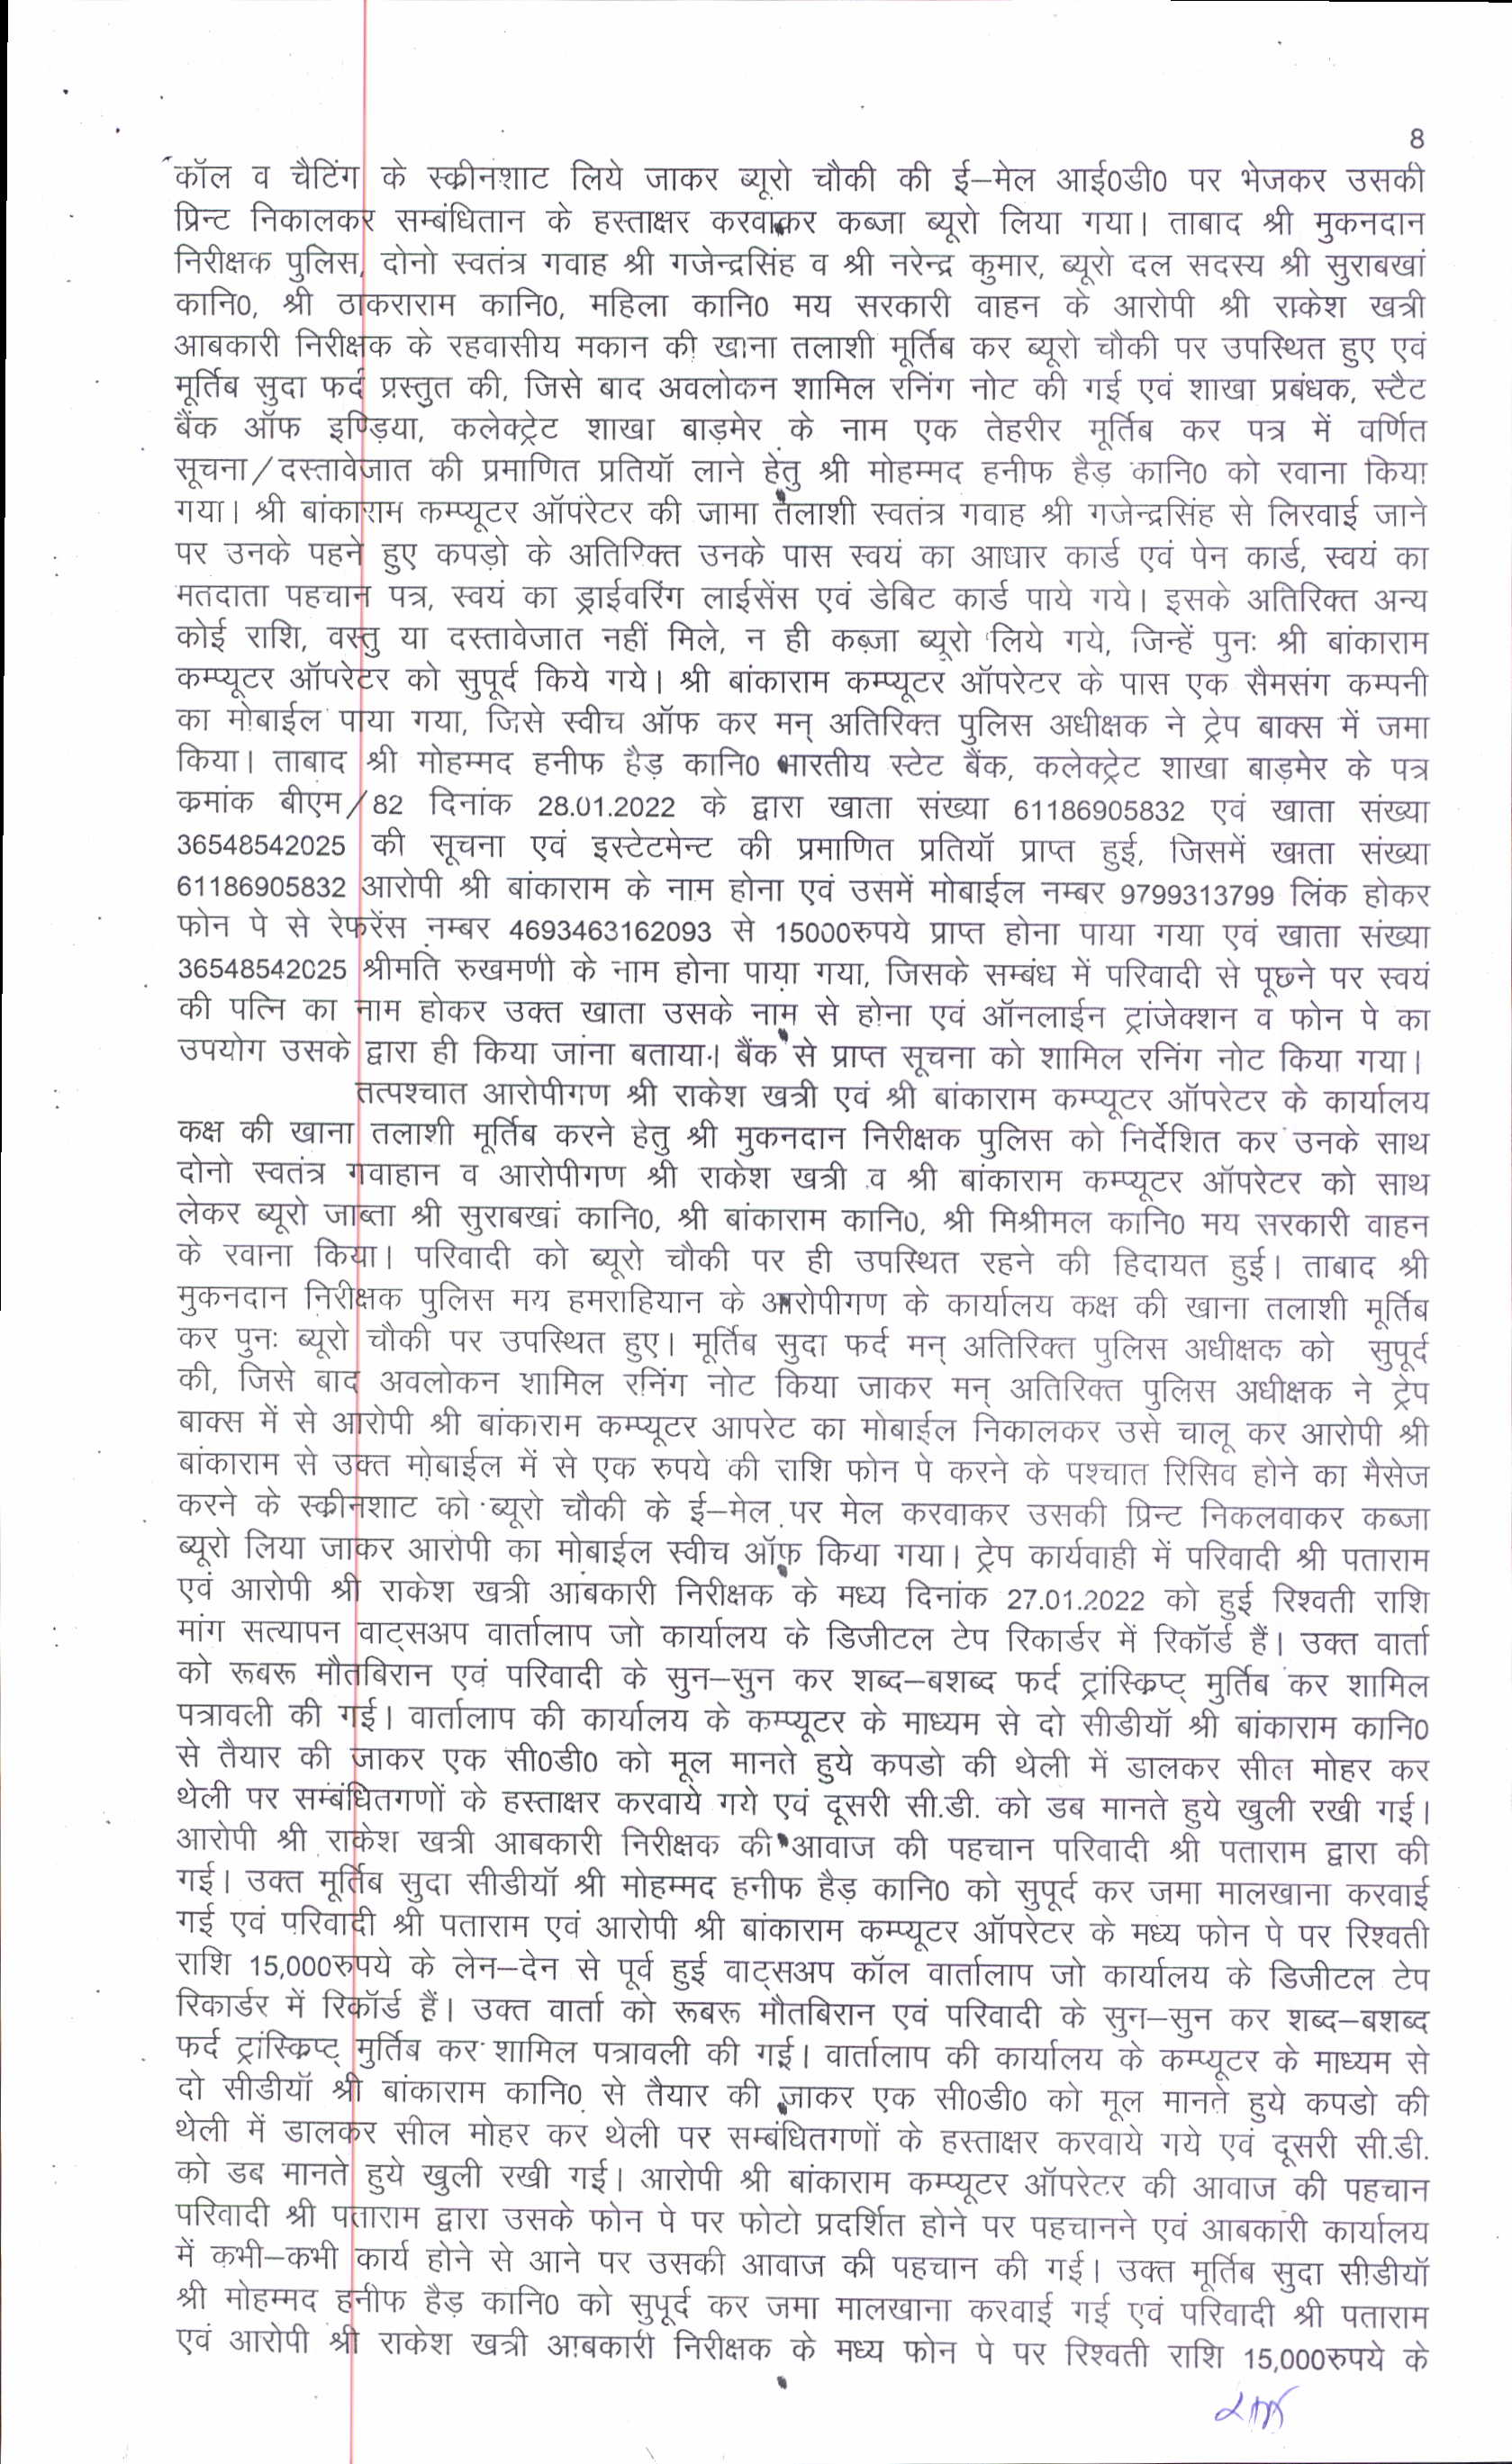 8
कॉल व चैटिंग के स्क्रीनशाट लिये जाकर ब्यूरो चौकी की ई–मेल आई0डी0 पर भेजकर उसकी
प्रिन्ट निकालकर सम्बंधितान के हस्ताक्षर करवाकर कब्जा ब्यूरो लिया गया। ताबाद श्री मुकनदान
निरीक्षक पुलिस, दोनो स्वतंत्र गवाह श्री गजेन्द्रसिंह व श्री नरेन्द्र कुमार, ब्यूरो दल सदस्य श्री सुराबखां
कानि0, श्री ठाकराराम कानि0, महिला कानि0 मय सरकारी वाहन के आरोपी श्री राकेश खत्री
आबकारी निरीक्षक के रहवासीय मकान की खाना तलाशी मूर्तिब कर ब्यूरो चौकी पर उपस्थित हुए एवं
मूर्तिब सुदा फर्द प्रस्तुत की, जिसे बाद अवलोकन शामिल रनिंग नोट की गई एवं शाखा प्रबंधक, स्टैट
बैंक ऑफ इण्ड़िया, कलेक्ट्रेट शाखा बाड़मेर के नाम एक तेहरीर मूर्तिब कर पत्र में वर्णित
सूचना/दस्तावेजात की प्रमाणित प्रतियॉ लाने हेतु श्री मोहम्मद हनीफ हैड़ कानि0 को रवाना किया
गया। श्री बांकाराम कम्प्यूटर ऑपरेटर की जामा तलाशी स्वतंत्र गवाह श्री गजेन्द्रसिंह से लिरवाई जाने
पर उनके पहने हुए कपड़ो के अतिरिक्त उनके पास स्वयं का आधार कार्ड एवं पेन कार्ड, स्वयं का
मतदाता पहचान पत्र, स्वयं का ड्राईवरिंग लाईसेंस एवं डेबिट कार्ड पाये गये। इसके अतिरिक्त अन्य
कोई राशि, वस्तु या दस्तावेजात नहीं मिले, न ही कब्जा ब्यूरो लिये गये, जिन्हें पुनः श्री बांकाराम
कम्प्यूटर ऑपरेटर को सुपूर्द किये गये। श्री बांकाराम कम्प्यूटर ऑपरेटर के पास एक सैमसंग कम्पनी
का मोबाईल पाया गया, जिसे स्वीच ऑफ कर मन् अतिरिक्त पुलिस अधीक्षक ने ट्रेप बाक्स में जमा
किया। ताबाद श्री मोहम्मद हनीफ हैड़ कानि0 भारतीय स्टेट बैंक, कलेक्ट्रेट शाखा बाड़मेर के पत्र
क्रमांक बीएम/82 दिनांक 28.01.2022 के द्वारा खाता संख्या 61186905832 एवं खाता संख्या
36548542025 की सूचना एवं इस्टेटमेन्ट की प्रमाणित प्रतियॉ प्राप्त हुई, जिसमें खाता संख्या
61186905832 आरोपी श्री बांकाराम के नाम होना एवं उसमें मोबाईल नम्बर 9799313799 लिंक होकर
फोन पे से रेफरेंस नम्बर 4693463162093 से 15000रुपये प्राप्त होना पाया गया एवं खाता संख्या
36548542025 श्रीमति रुखमणी के नाम होना पाया गया, जिसके सम्बंध में परिवादी से पूछने पर स्वयं
की पत्नि का नाम होकर उक्त खाता उसके नाम से होना एवं ऑनलाईन ट्रांजेक्शन व फोन पे का
उपयोग उसके द्वारा ही किया जांना बताया। बैंक से प्राप्त सूचना को शामिल रनिंग नोट किया गया।
तत्पश्चात आरोपीगण श्री राकेश खत्री एवं श्री बांकाराम कम्प्यूटर ऑपरेटर के कार्यालय
कक्ष की खाना तलाशी मूर्तिब करने हेतु श्री मुकनदान निरीक्षक पुलिस को निर्देशित कर उनके साथ
दोनो स्वतंत्र गवाहान व आरोपीगण श्री राकेश खत्री व श्री बांकाराम कम्प्यूटर ऑपरेटर को साथ
लेकर ब्यूरो जाब्ता श्री सुराबखां कानि0, श्री बांकाराम कानि0, श्री मिश्रीमल कानि0 मय सरकारी वाहन
के रवाना किया। परिवादी को ब्यूरो चौकी पर ही उपस्थित रहने की हिदायत हुई। ताबाद श्री
मुकनदान निरीक्षक पुलिस मय हमराहियान के आरोपीगण के कार्यालय कक्ष की खाना तलाशी मूर्तिब
कर पुनः ब्यूरो चौकी पर उपस्थित हुए। मूर्तिब सुदा फर्द मन् अतिरिक्त पुलिस अधीक्षक को सुपूर्द
की, जिसे बाद अवलोकन शामिल रनिंग नोट किया जाकर मन् अतिरिक्त पुलिस अधीक्षक ने ट्रेप
बाक्स में से आरोपी श्री बांकाराम कम्प्यूटर आपरेट का मोबाईल निकालकर उसे चालू कर आरोपी श्री
बांकाराम से उक्त मोबाईल में से एक रुपये की राशि फोन पे करने के पश्चात रिसिव होने का मैसेज
करने के स्क्रीनशाट को ब्यूरो चौकी के ई–मेल पर मेल करवाकर उसकी प्रिन्ट निकलवाकर कब्जा
ब्यूरो लिया जाकर आरोपी का मोबाईल स्वीच ऑफ किया गया। ट्रेप कार्यवाही में परिवादी श्री पताराम
एवं आरोपी श्री राकेश खत्री आबकारी निरीक्षक के मध्य दिनांक 27.01.2022 को हुई रिश्वती राशि
मांग सत्यापन वाट्सअप वार्तालाप जो कार्यालय के डिजीटल टेप रिकार्डर में रिकॉर्ड हैं। उक्त वार्ता
को रूबरू मौतबिरान एवं परिवादी के सुन–सुन कर शब्द–बशब्द फर्द ट्रांस्क्रिप्ट् मुर्तिब कर शामिल
पत्रावली की गई। वार्तालाप की कार्यालय के कम्प्यूटर के माध्यम से दो सीडीयॉ श्री बांकाराम कानि0
से तैयार की जाकर एक सी0डी0 को मूल मानते हुये कपडो की थेली में डालकर सील मोहर कर
थेली पर सम्बंधितगणों के हस्ताक्षर करवाये गये एवं दूसरी सी.डी. को डब मानते हुये खुली रखी गई।
आरोपी श्री राकेश खत्री आबकारी निरीक्षक की आवाज की पहचान परिवादी श्री पताराम द्वारा की
गई। उक्त मूर्तिब सुदा सीडीयॉ श्री मोहम्मद हनीफ हैड़ कानि0 को सुपूर्द कर जमा मालखाना करवाई
गई एवं परिवादी श्री पताराम एवं आरोपी श्री बांकाराम कम्प्यूटर ऑपरेटर के मध्य फोन पे पर रिश्वती
राशि 15,000रुपये के लेन–देन से पूर्व हुई वाट्सअप कॉल वार्तालाप जो कार्यालय के डिजीटल टेप
रिकार्डर में रिकॉर्ड हैं। उक्त वार्ता को रूबरू मौतबिरान एवं परिवादी के सुन–सुन कर शब्द–बशब्द
फर्द ट्रांस्क्रिप्ट् मुर्तिब कर शामिल पत्रावली की गई। वार्तालाप की कार्यालय के कम्प्यूटर के माध्यम से
दो सीडीयॉ श्री बांकाराम कानि0 से तैयार की जाकर एक सी0डी0 को मूल मानते हुये कपडो की
थेली में डालकर सील मोहर कर थेली पर सम्बंधितगणों के हस्ताक्षर करवाये गये एवं दूसरी सी.डी.
को डब मानते हुये खुली रखी गई। आरोपी श्री बांकाराम कम्प्यूटर ऑपरेटर की आवाज की पहचान
परिवादी श्री पताराम द्वारा उसके फोन पे पर फोटो प्रदर्शित होने पर पहचानने एवं आबकारी कार्यालय
में कभी–कभी कार्य होने से आने पर उसकी आवाज की पहचान की गई। उक्त मूर्तिब सुदा सीडीयॉ
श्री मोहम्मद हनीफ हैड़ कानि0 को सुपूर्द कर जमा मालखाना करवाई गई एवं परिवादी श्री पताराम
एवं आरोपी श्री राकेश खत्री आबकारी निरीक्षक के मध्य फोन पे पर रिश्वती राशि 15,000रुपये के